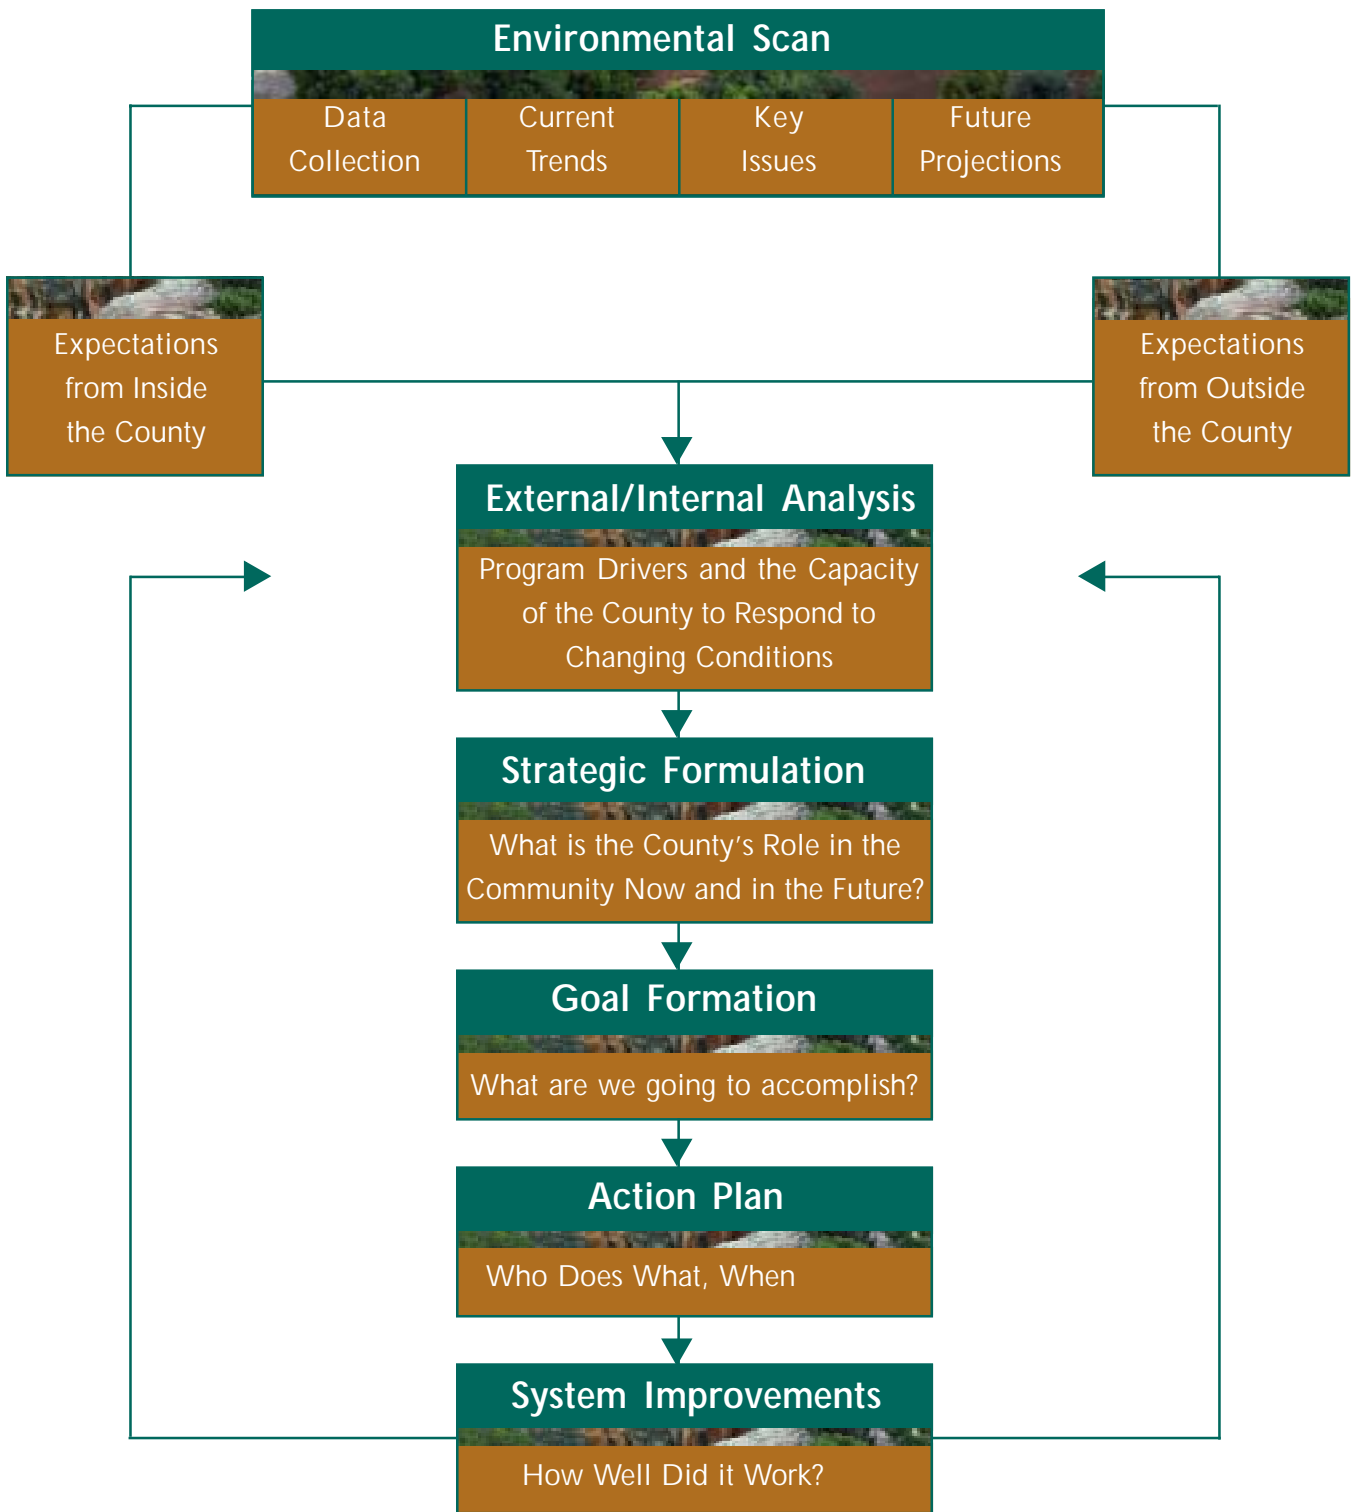 Environmental Scan
Data
Collection
Current
Trends
Key
Issues
Future
Projections
Expectations
from Inside
the County
Expectations
from Outside
the County
External/Internal Analysis
Program Drivers and the Capacity
of the County to Respond to
Changing Conditions
Strategic Formulation
What is the County’s Role in the
Community Now and in the Future?
Goal Formation
What are we going to accomplish?
Action Plan
Who Does What, When
System Improvements
How Well Did it Work?